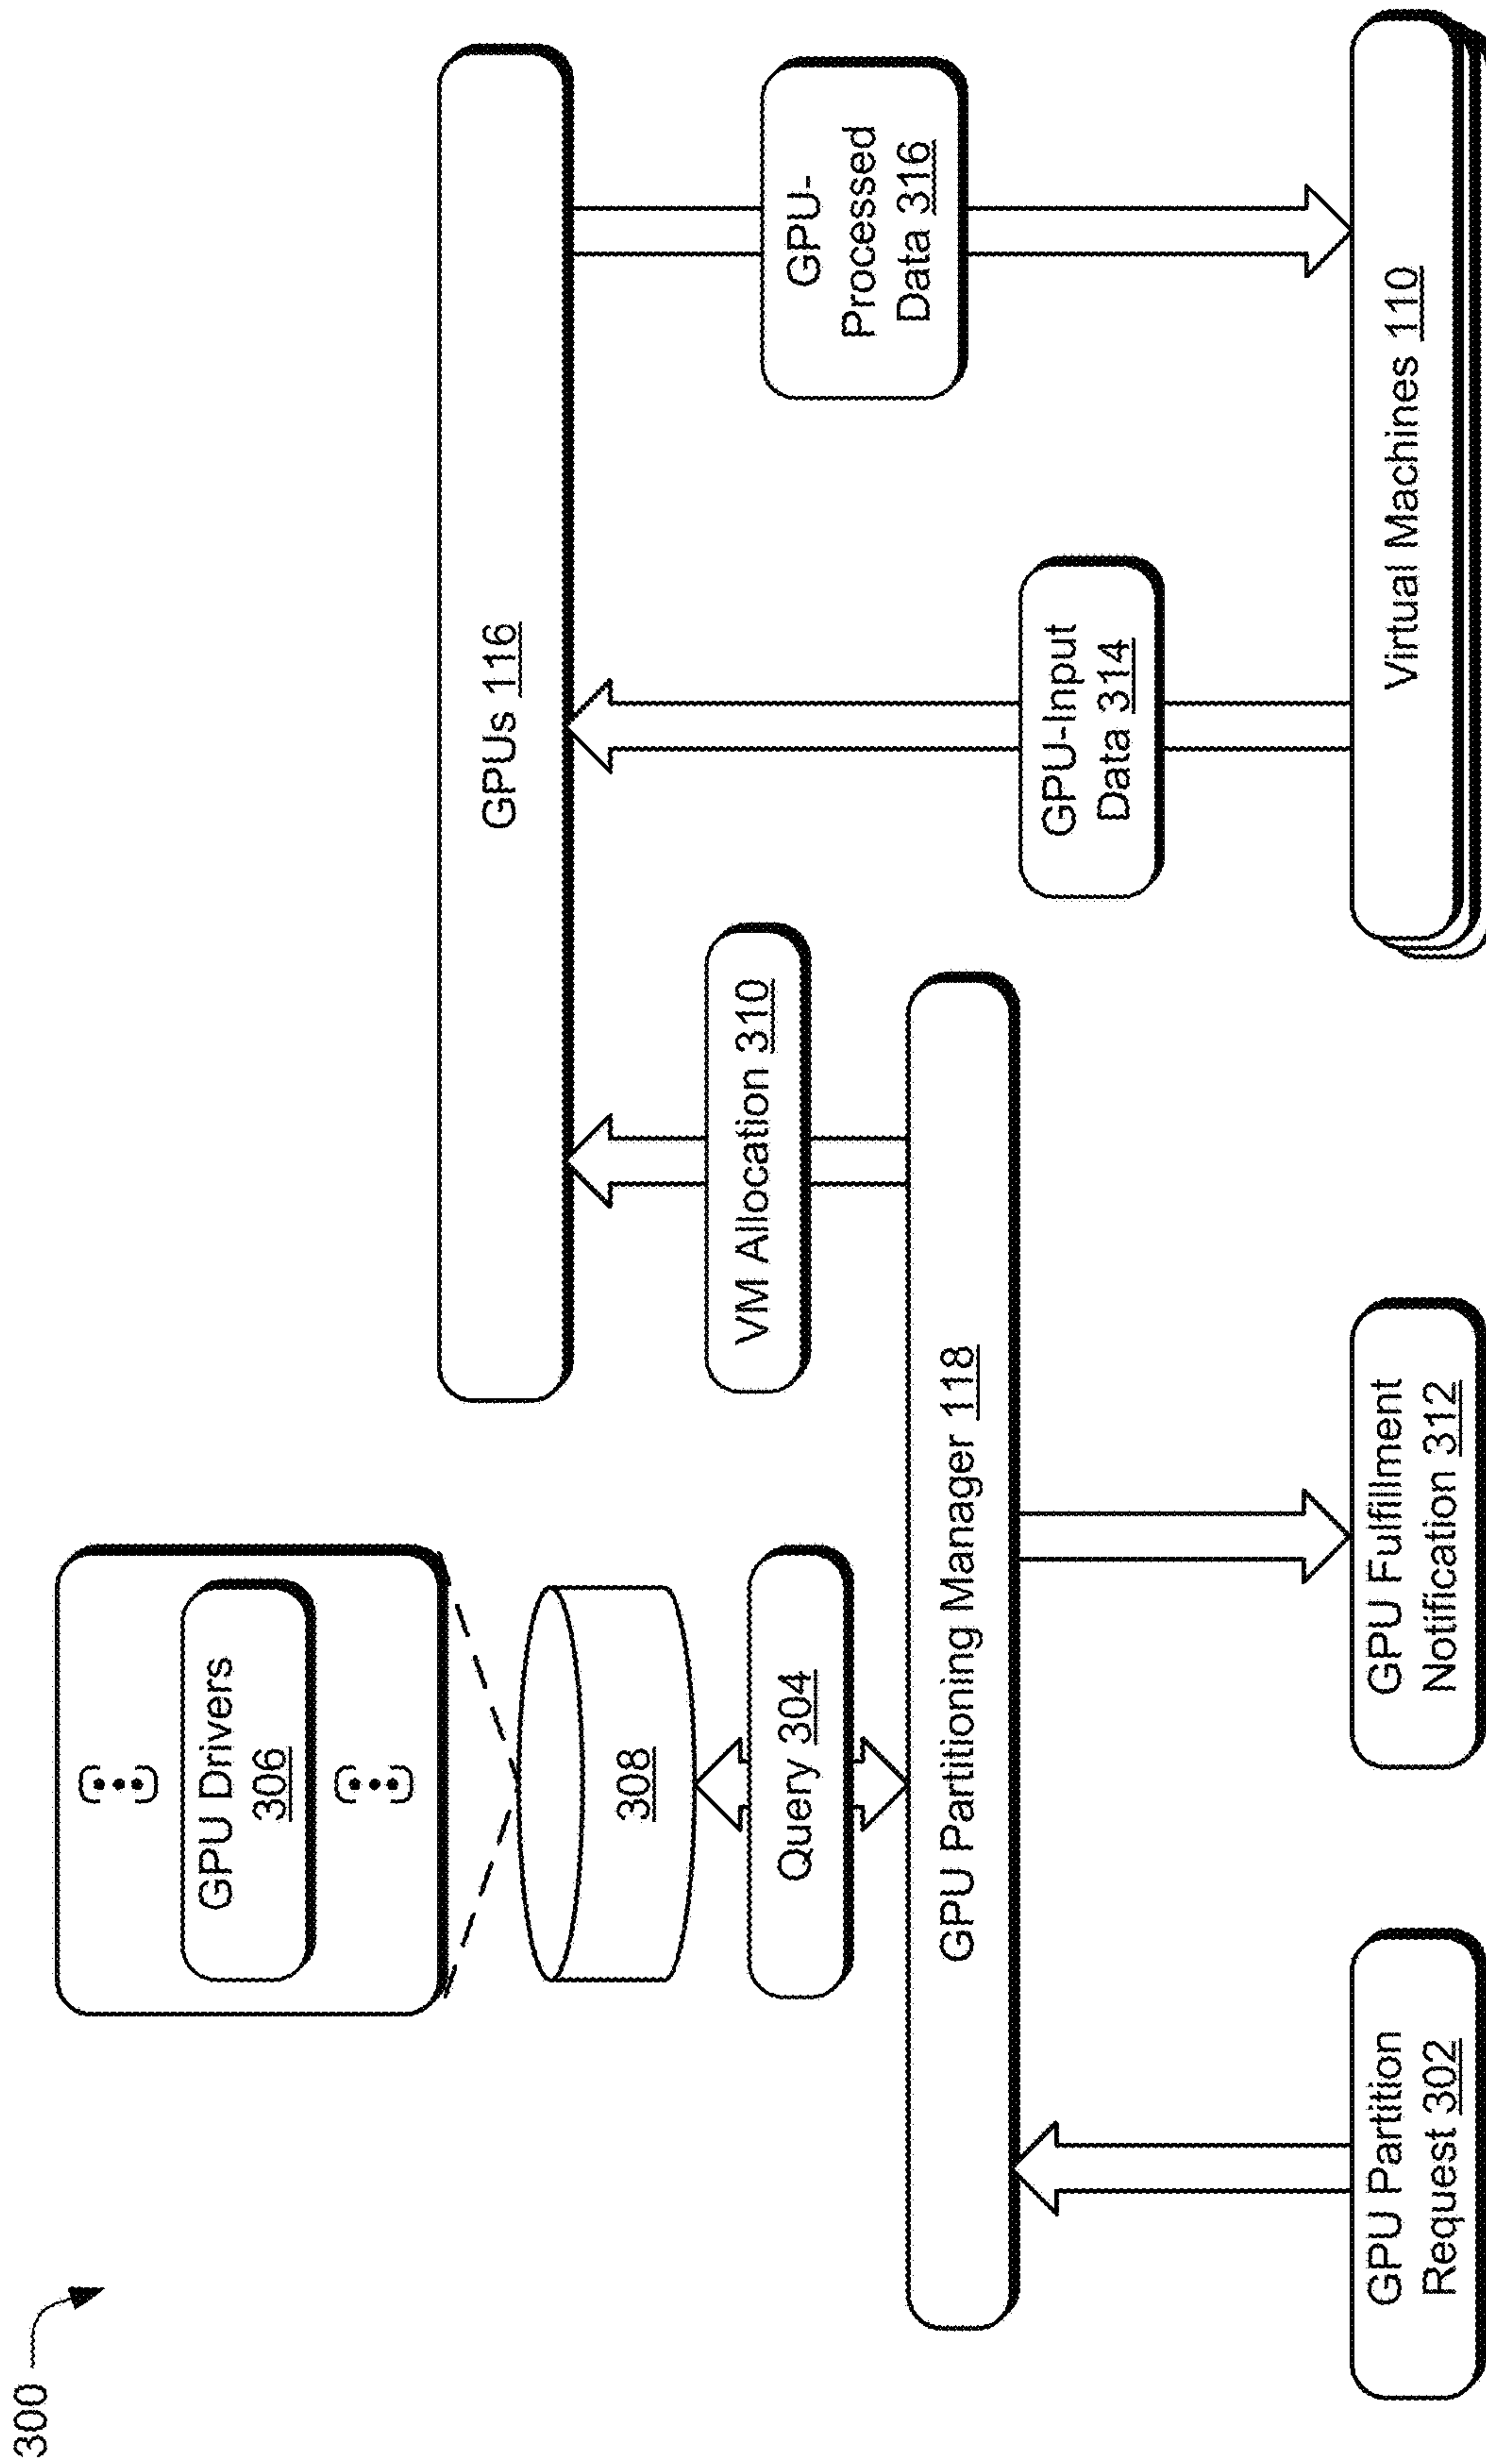 300
GPU Drivers
306
308
Query 304
GPUs 116
VM Allocation 310
GPU-
Processed
Data 316
GPU Partitioning Manager 118
GPU-Input
Data 314
GPU Partition
Request 302
GPU Fulfillment
Notification 312
Virtual Machines 110